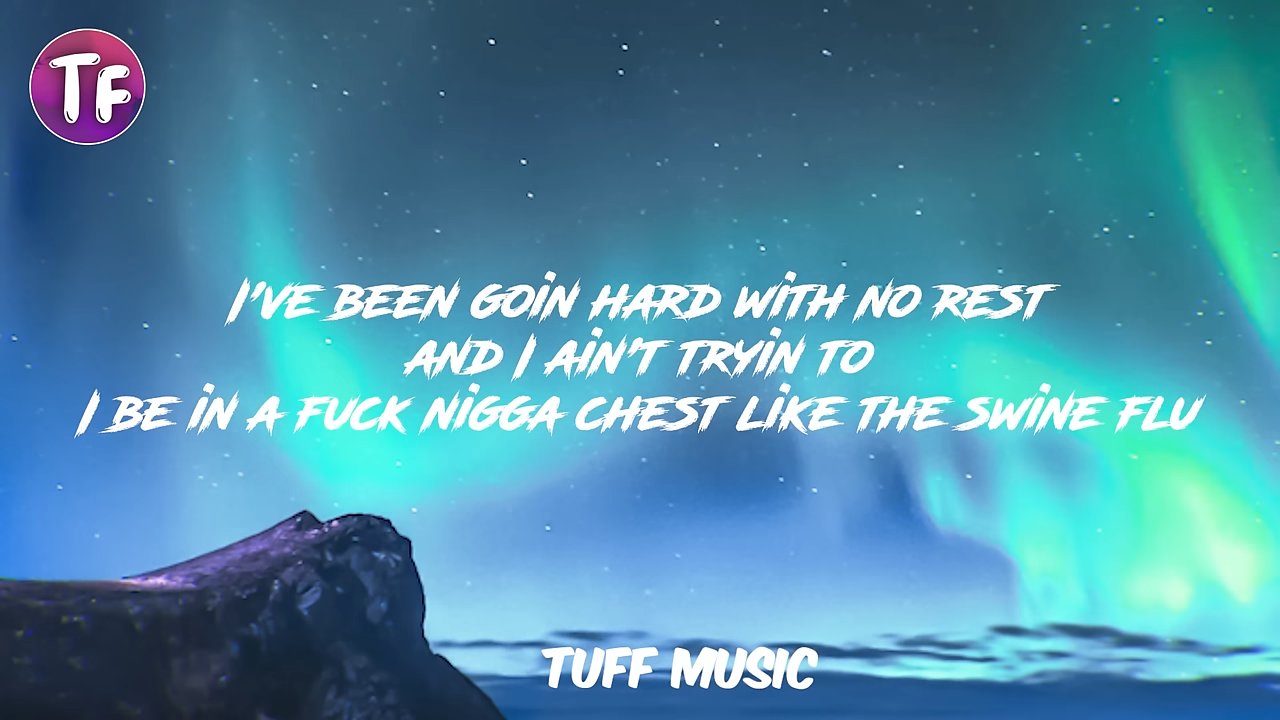 TF
I'VE BEEN GOIN HARD WITH NO REST
AND I AIN'T TRYIN TO
I BE IN A FUCK NIGGA CHEST LIKE THE SWINE FLU
TUFF MUSIC